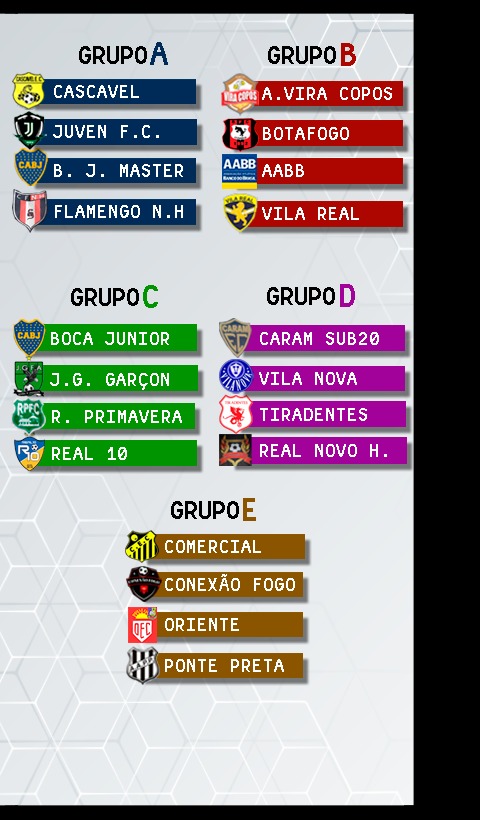 GRUPO A
CASCAVEL
JUVEN F.C.
B. J. MASTER
FLAMENGO N.H
GRUPO B
A.VIRA COPOS
BOTAFOGO
AABB
AABB
VILA REAL
GRUPO C
BOCA JUNIOR
J.G. GARÇON
R. PRIMAVERA
REAL 10
GRUPO D
CARAM SUB20
VILA NOVA
TIRADENTES
REAL NOVO H.
GRUPO E
COMERCIAL
CONEXÃO FOGO
ORIENTE
PONTE PRETA